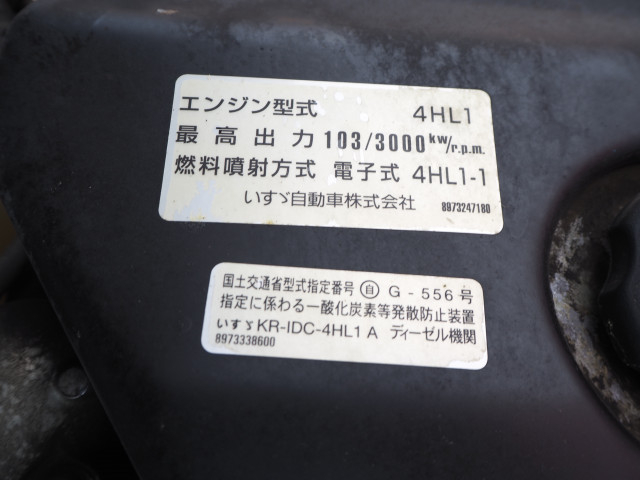 エンジン型式 4HL1
最高出力 103/3000 kw/r.p.m.
燃料噴射方式 電子式 4HL1-1
いすゞ自動車株式会社 8973247180
国土交通省型式指定番号 ㊀自 G-556号
指定に係わる一酸化炭素等発散防止装置
いすゞKR-IDC-4HL1A ディーゼル機関
8973338600